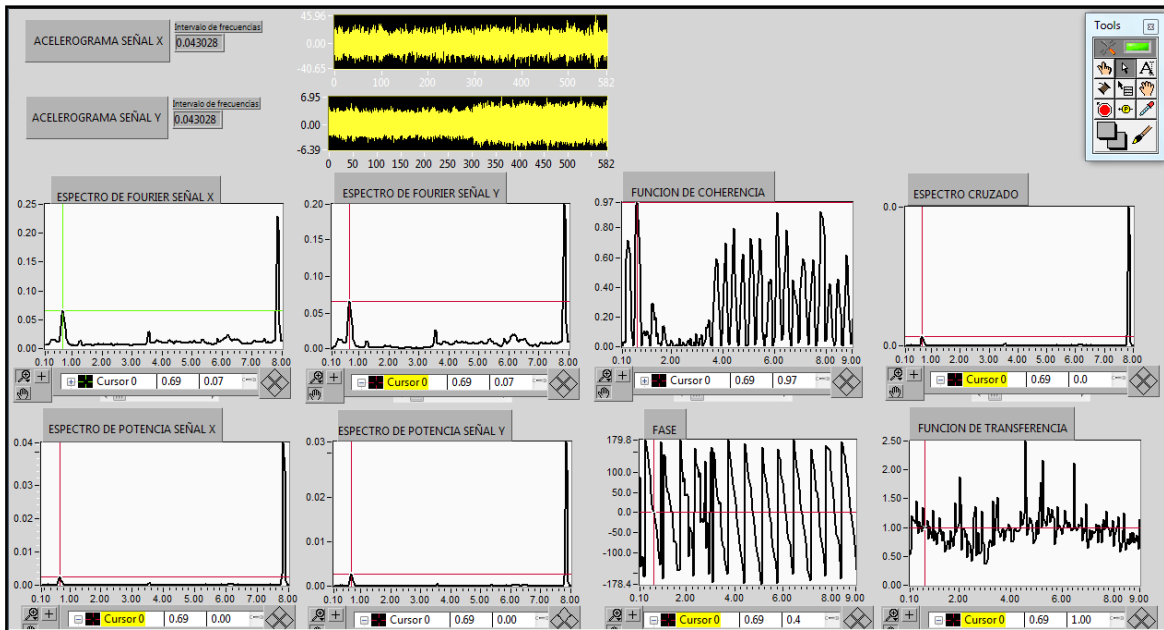 ACELEROGRAMA SEÑAL X
Intervalo de frecuencias
0.043028
45.96
0.00
-40.65
0 100 200 300 400 500 582
Tools
ACELEROGRAMA SEÑAL Y
Intervalo de frecuencias
0.043028
6.95
0.00
-6.39
0 50 100 150 200 250 300 350 400 450 500 582
ESPECTRO DE FOURIER SEÑAL X
0.25
0.20
0.15
0.10
0.05
0.00
0.10 1.00 2.00 3.00 4.00 5.00 6.00 7.00 8.00
Cursor 0 0.69 0.07
ESPECTRO DE FOURIER SEÑAL Y
0.20
0.15
0.10
0.05
0.00
0.10 1.00 2.00 3.00 4.00 5.00 6.00 7.00 8.00
Cursor 0 0.69 0.07
FUNCION DE COHERENCIA
0.97
0.80
0.60
0.40
0.20
0.00
0.10 2.00 3.00 4.00 5.00 6.00 7.00 8.00 9.00
Cursor 0 0.69 0.97
ESPECTRO CRUZADO
0.0
0.0
0.10 1.00 2.00 3.00 4.00 5.00 6.00 7.00 8.00
Cursor 0 0.69 0.0
ESPECTRO DE POTENCIA SEÑAL X
0.04
0.03
0.02
0.01
0.00
0.10 1.00 2.00 3.00 4.00 5.00 6.00 7.00 8.00
Cursor 0 0.69 0.00
ESPECTRO DE POTENCIA SEÑAL Y
0.03
0.02
0.01
0.00
0.10 1.00 2.00 3.00 4.00 5.00 6.00 7.00 8.00
Cursor 0 0.69 0.00
FASE
179.8
100.0
50.0
0.0
-50.0
-100.0
-178.4
0.10 2.00 3.00 4.00 5.00 6.00 7.00 8.00 9.00
Cursor 0 0.69 0.4
FUNCION DE TRANSFERENCIA
2.50
2.00
1.50
1.00
0.50
0.00
0.10 2.00 4.00 6.00 8.00 9.00
Cursor 0 0.69 1.00